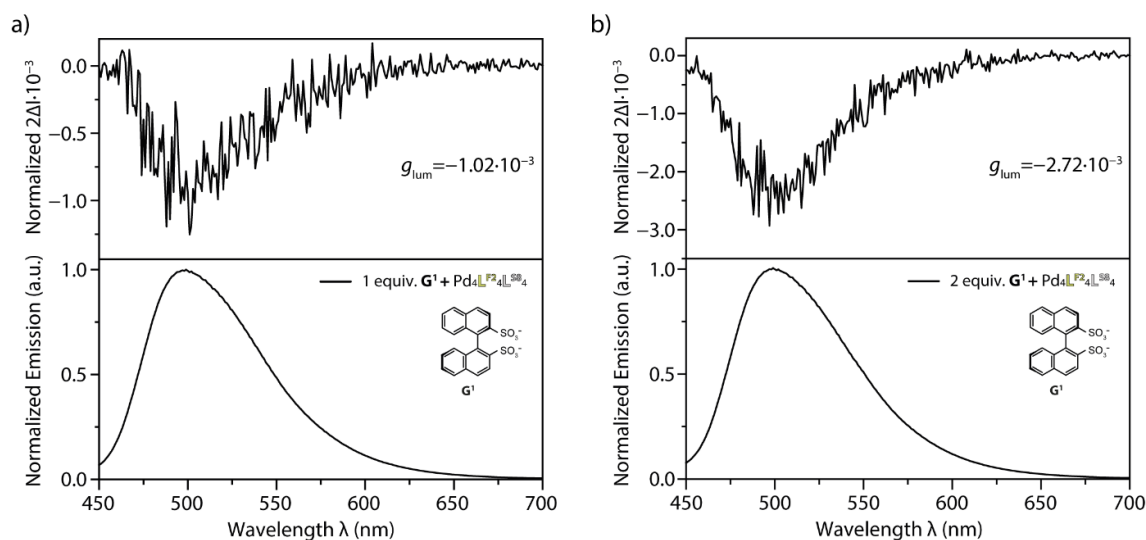 a)
Normalized 2ΔI·10⁻³
0.0
−0.5
−1.0
g_lum=−1.02·10⁻³
Normalized Emission (a.u.)
1.0
0.5
0.0
1 equiv. G¹ + Pd₄L^F2₄L^SB₄
SO₃⁻
SO₃⁻
G¹
450 500 550 600 650 700
Wavelength λ (nm)
b)
Normalized 2ΔI·10⁻³
0.0
−1.0
−2.0
−3.0
g_lum=−2.72·10⁻³
Normalized Emission (a.u.)
1.0
0.5
0.0
2 equiv. G¹ + Pd₄L^F2₄L^SB₄
SO₃⁻
SO₃⁻
G¹
450 500 550 600 650 700
Wavelength λ (nm)